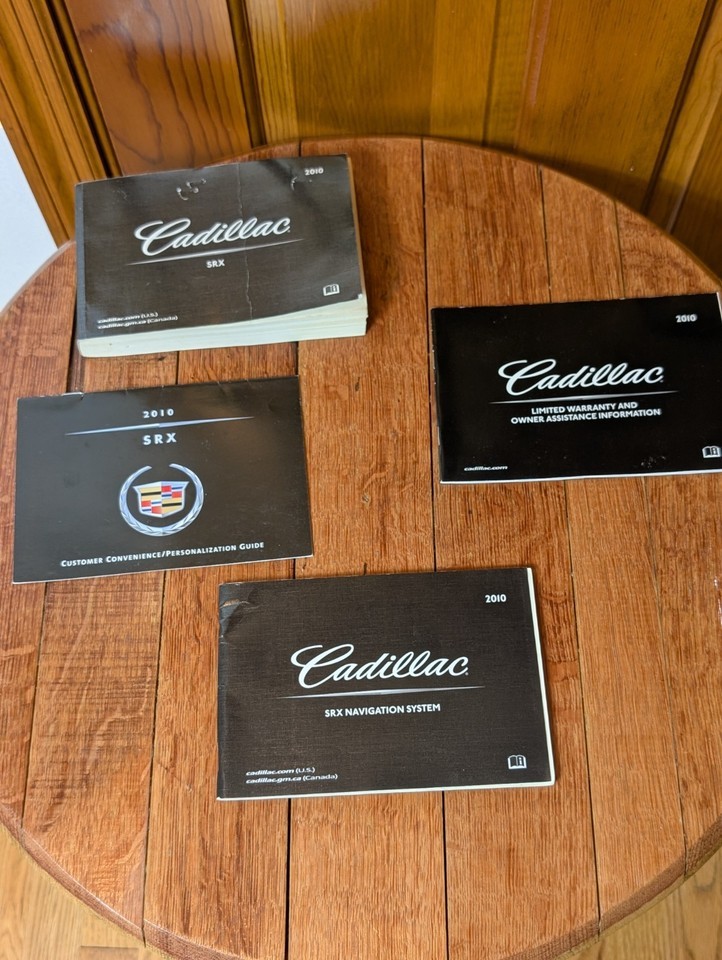 2010
Cadillac
SRX
cadillac.com (U.S.)
cadillac.gm.ca (Canada)
2010
Cadillac
LIMITED WARRANTY AND
OWNER ASSISTANCE INFORMATION
cadillac.com
2010
SRX
CUSTOMER CONVENIENCE/PERSONALIZATION GUIDE
2010
Cadillac
SRX NAVIGATION SYSTEM
cadillac.com (U.S.)
cadillac.gm.ca (Canada)